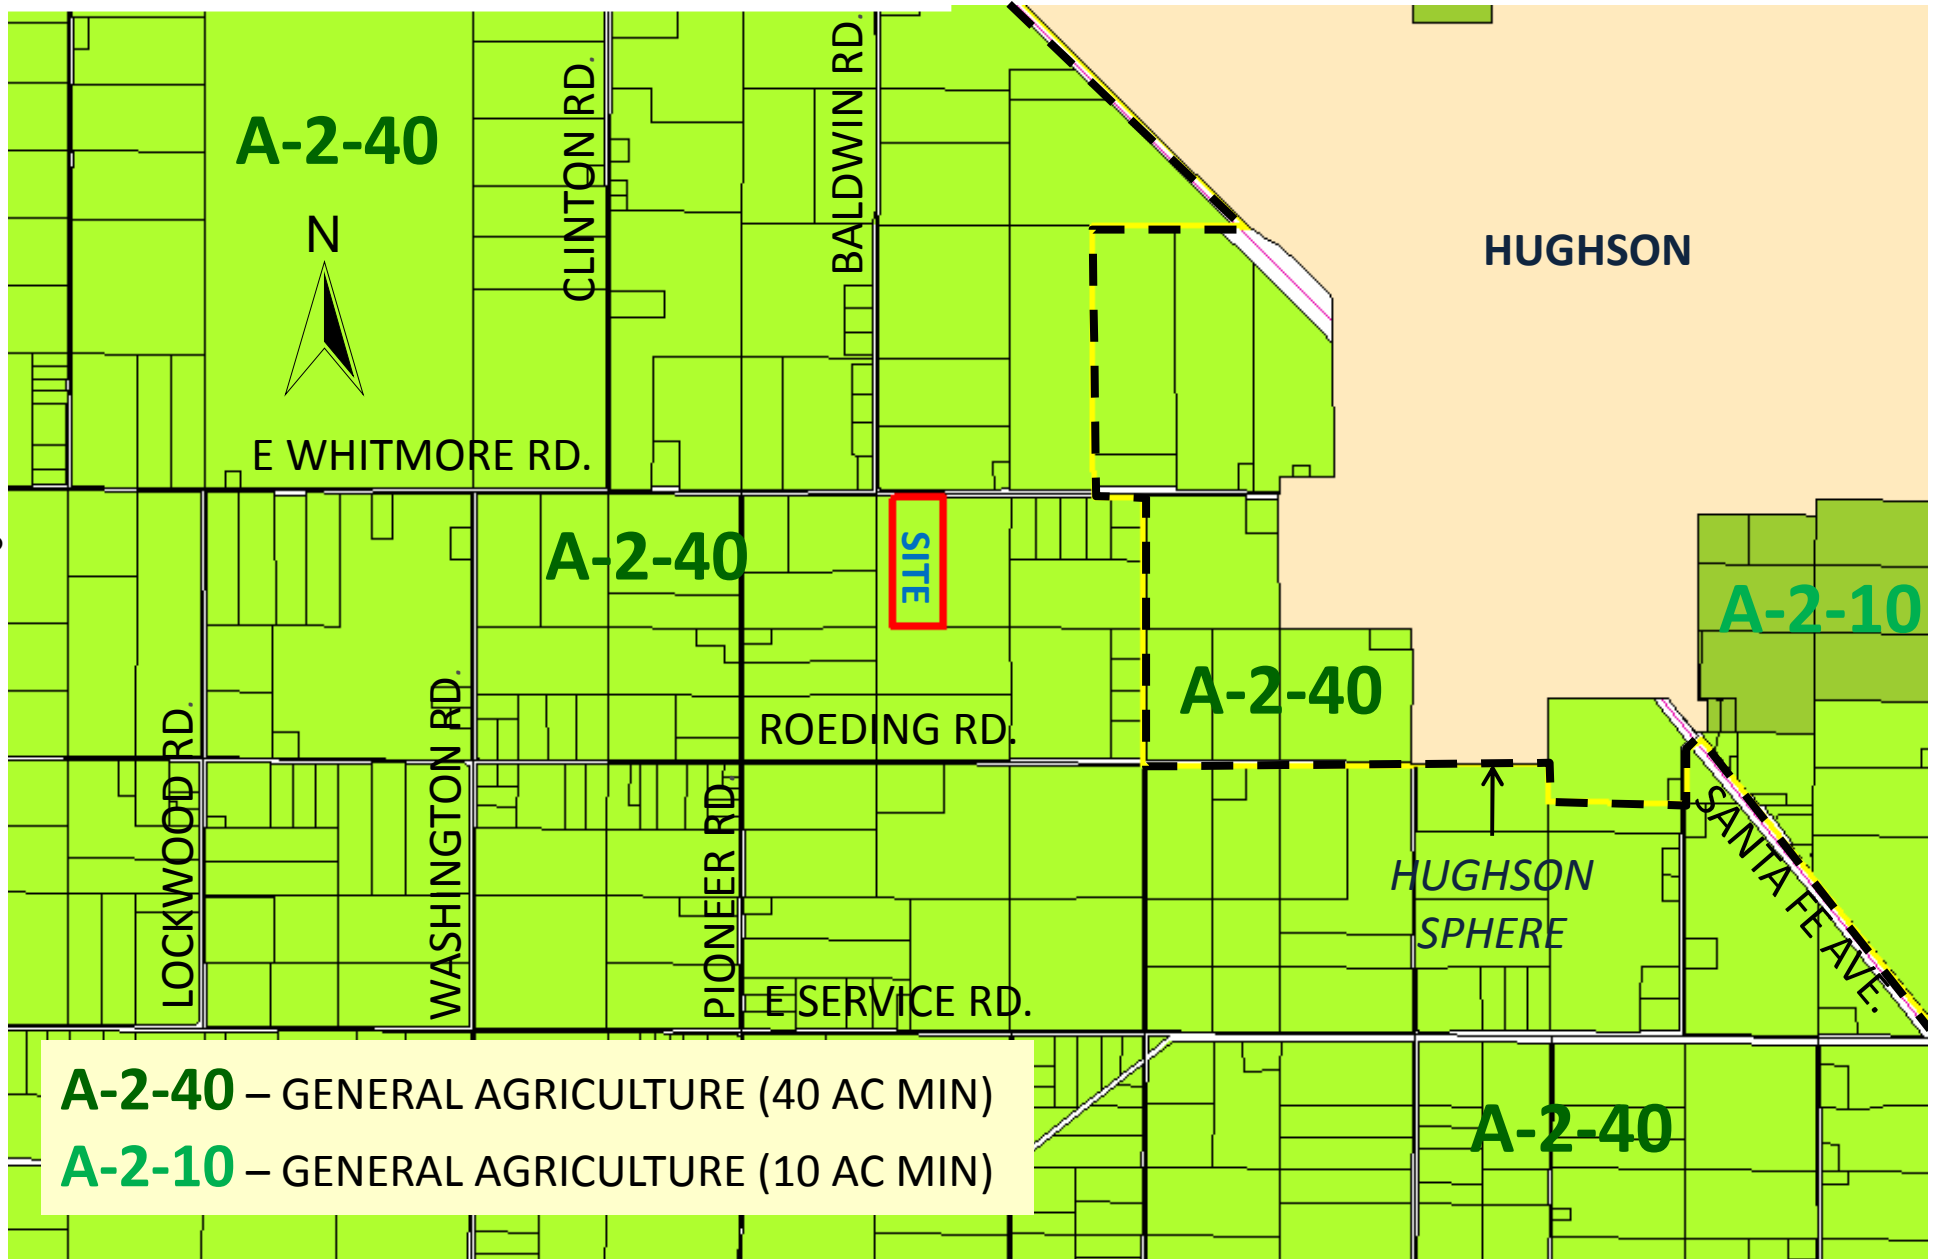 CLINTON RD.
BALDWIN RD.
A-2-40
N
HUGHSON
E WHITMORE RD.
A-2-40
SITE
A-2-10
A-2-40
LOCKWOOD RD.
WASHINGTON RD.
PIONEER RD.
ROEDING RD.
SANTA FE AVE.
HUGHSON
SPHERE
E SERVICE RD.
A-2-40 – GENERAL AGRICULTURE (40 AC MIN)
A-2-10 – GENERAL AGRICULTURE (10 AC MIN)
A-2-40